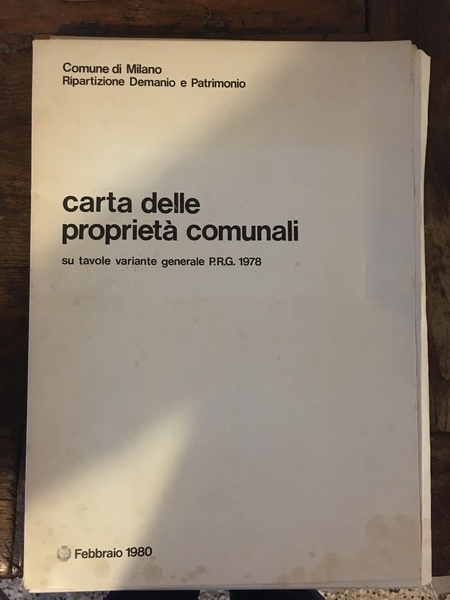 Comune di Milano
Ripartizione Demanio e Patrimonio
carta delle
proprietà comunali
su tavole variante generale P.R.G. 1978
Febbraio 1980